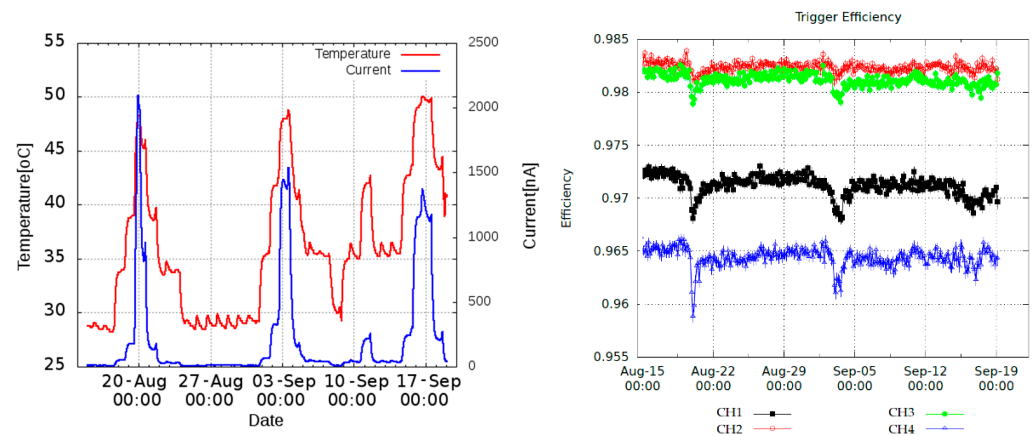 55
50
45
40
35
30
25
Temperature[oC]
2500
2000
1500
1000
500
0
Current[nA]
Temperature
Current
20-Aug 27-Aug 03-Sep 10-Sep 17-Sep
00:00 00:00 00:00 00:00 00:00
Date
Trigger Efficiency
0.985
0.98
0.975
0.97
0.965
0.96
0.955
Efficiency
Aug-15 Aug-22 Aug-29 Sep-05 Sep-12 Sep-19
00:00 00:00 00:00 00:00 00:00 00:00
CH1 CH3
CH2 CH4